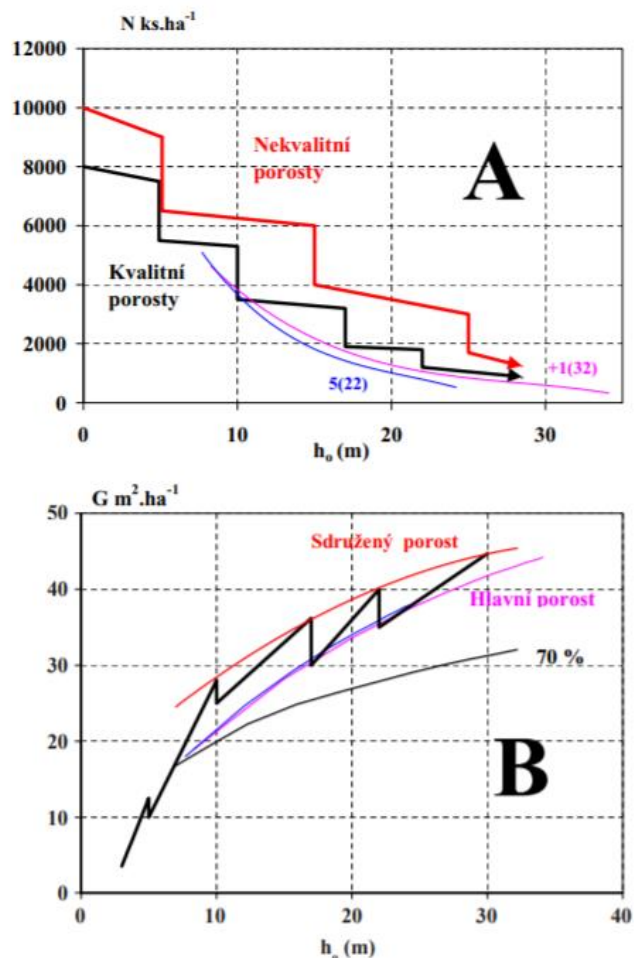 N ks.ha⁻¹
12000
10000
8000
6000
4000
2000
0
Nekvalitní
porosty
A
Kvalitní
porosty
5(22)
+1(32)
0
10
20
30
hₒ (m)
G m².ha⁻¹
50
40
30
20
10
0
Sdružený porost
Hlavní porost
70 %
B
0
10
20
30
40
hₒ (m)